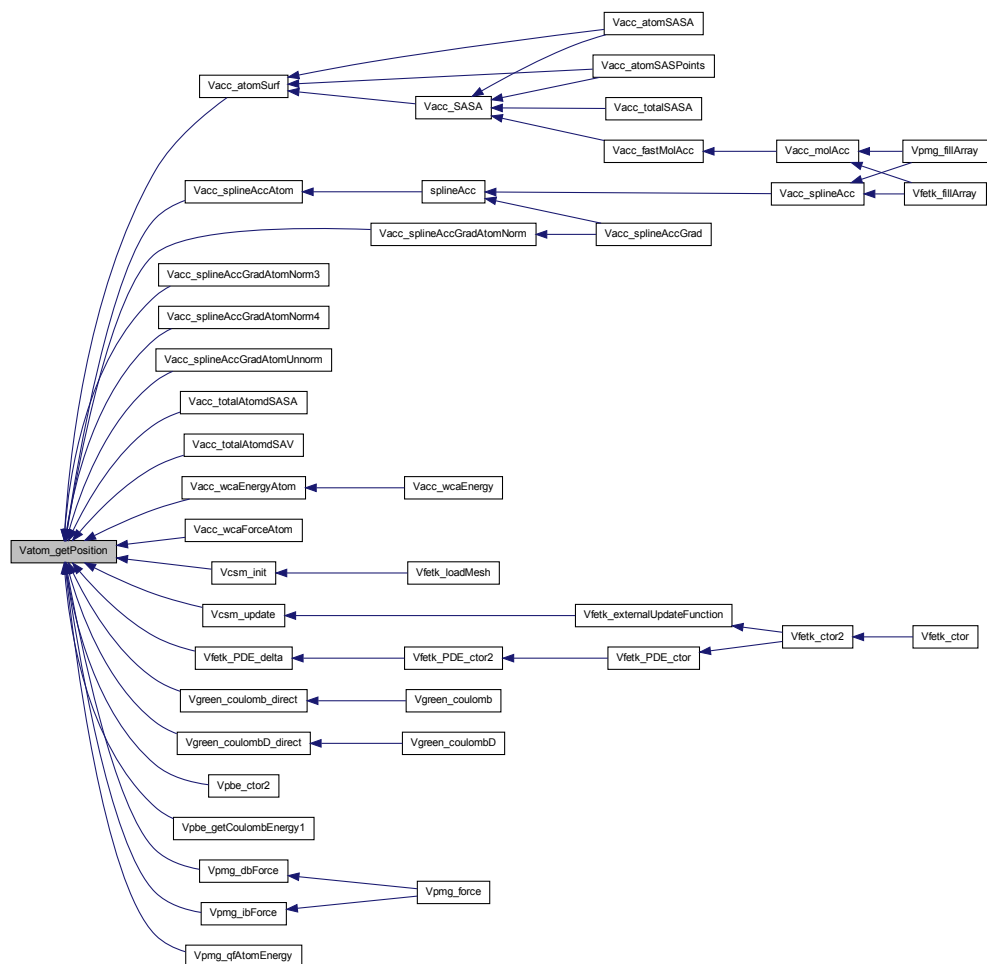 Vacc_atomSASA
Vacc_atomSASPoints
Vacc_atomSurf
Vacc_SASA
Vacc_totalSASA
Vacc_fastMolAcc
Vacc_molAcc
Vpmg_fillArray
Vacc_splineAccAtom
splineAcc
Vacc_splineAcc
Vfetk_fillArray
Vacc_splineAccGradAtomNorm
Vacc_splineAccGrad
Vacc_splineAccGradAtomNorm3
Vacc_splineAccGradAtomNorm4
Vacc_splineAccGradAtomUnnorm
Vacc_totalAtomdSASA
Vacc_totalAtomdSAV
Vacc_wcaEnergyAtom
Vacc_wcaEnergy
Vacc_wcaForceAtom
Vatom_getPosition
Vcsm_init
Vfetk_loadMesh
Vcsm_update
Vfetk_externalUpdateFunction
Vfetk_ctor2
Vfetk_ctor
Vfetk_PDE_delta
Vfetk_PDE_ctor2
Vfetk_PDE_ctor
Vgreen_coulomb_direct
Vgreen_coulomb
Vgreen_coulombD_direct
Vgreen_coulombD
Vpbe_ctor2
Vpbe_getCoulombEnergy1
Vpmg_dbForce
Vpmg_force
Vpmg_ibForce
Vpmg_qfAtomEnergy